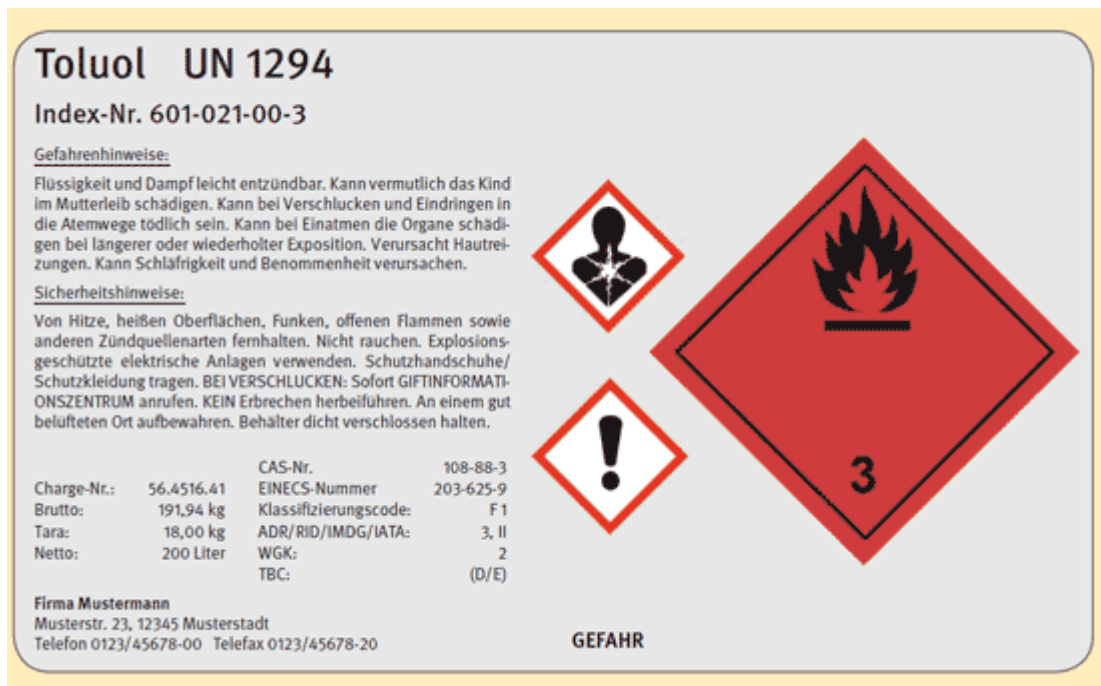 Toluol UN 1294
Index-Nr. 601-021-00-3
Gefahrenhinweise:
Flüssigkeit und Dampf leicht entzündbar. Kann vermutlich das Kind
im Mutterleib schädigen. Kann bei Verschlucken und Eindringen in
die Atemwege tödlich sein. Kann bei Einatmen die Organe schädi-
gen bei längerer oder wiederholter Exposition. Verursacht Hautrei-
zungen. Kann Schläfrigkeit und Benommenheit verursachen.
Sicherheitshinweise:
Von Hitze, heißen Oberflächen, Funken, offenen Flammen sowie
anderen Zündquellenarten fernhalten. Nicht rauchen. Explosions-
geschützte elektrische Anlagen verwenden. Schutzhandschuhe/
Schutzkleidung tragen. BEI VERSCHLUCKEN: Sofort GIFTINFORMATI-
ONSZENTRUM anrufen. KEIN Erbrechen herbeiführen. An einem gut
belüfteten Ort aufbewahren. Behälter dicht verschlossen halten.
CAS-Nr. 108-88-3
Charge-Nr.: 56.4516.41 EINECS-Nummer 203-625-9
Brutto: 191,94 kg Klassifizierungscode: F 1
Tara: 18,00 kg ADR/RID/IMDG/IATA: 3, II
Netto: 200 Liter WGK: 2
TBC: (D/E)
Firma Mustermann
Musterstr. 23, 12345 Musterstadt
Telefon 0123/45678-00 Telefax 0123/45678-20
3
GEFAHR